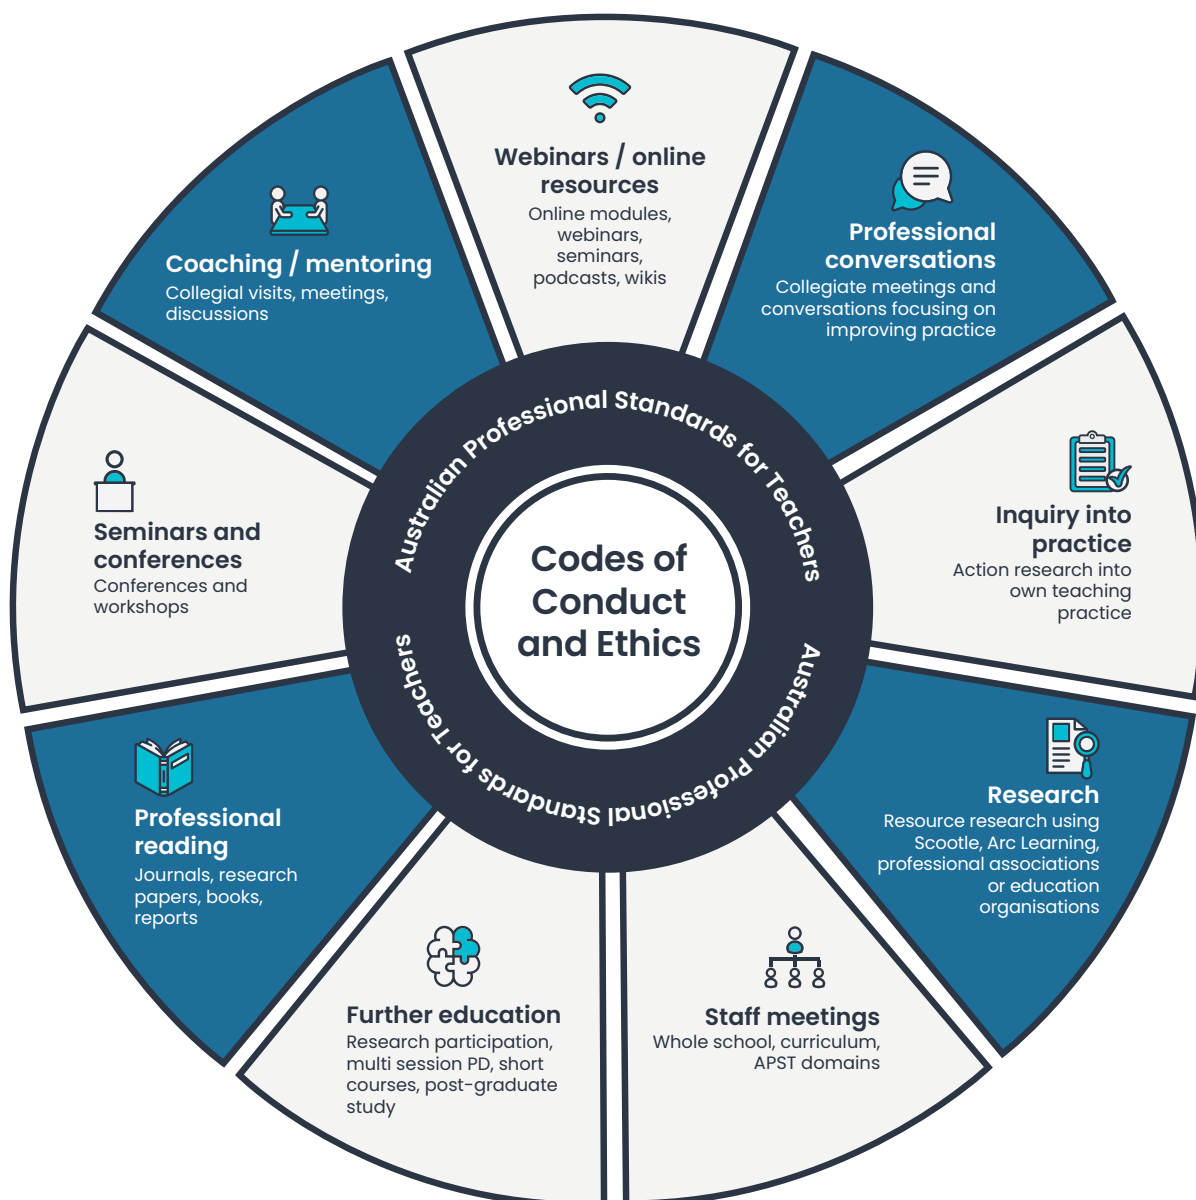 Webinars / online
resources
Online modules,
webinars,
seminars,
podcasts, wikis
Professional
conversations
Collegiate meetings and
conversations focusing on
improving practice
Inquiry into
practice
Action research into
own teaching
practice
Research
Resource research using
Scootle, Arc Learning,
professional associations
or education
organisations
Staff meetings
Whole school, curriculum,
APST domains
Further education
Research participation,
multi session PD, short
courses, post-graduate
study
Professional
reading
Journals, research
papers, books,
reports
Seminars and
conferences
Conferences and
workshops
Coaching / mentoring
Collegial visits, meetings,
discussions
Australian Professional Standards for Teachers
Australian Professional Standards for Teachers
Codes of
Conduct
and Ethics